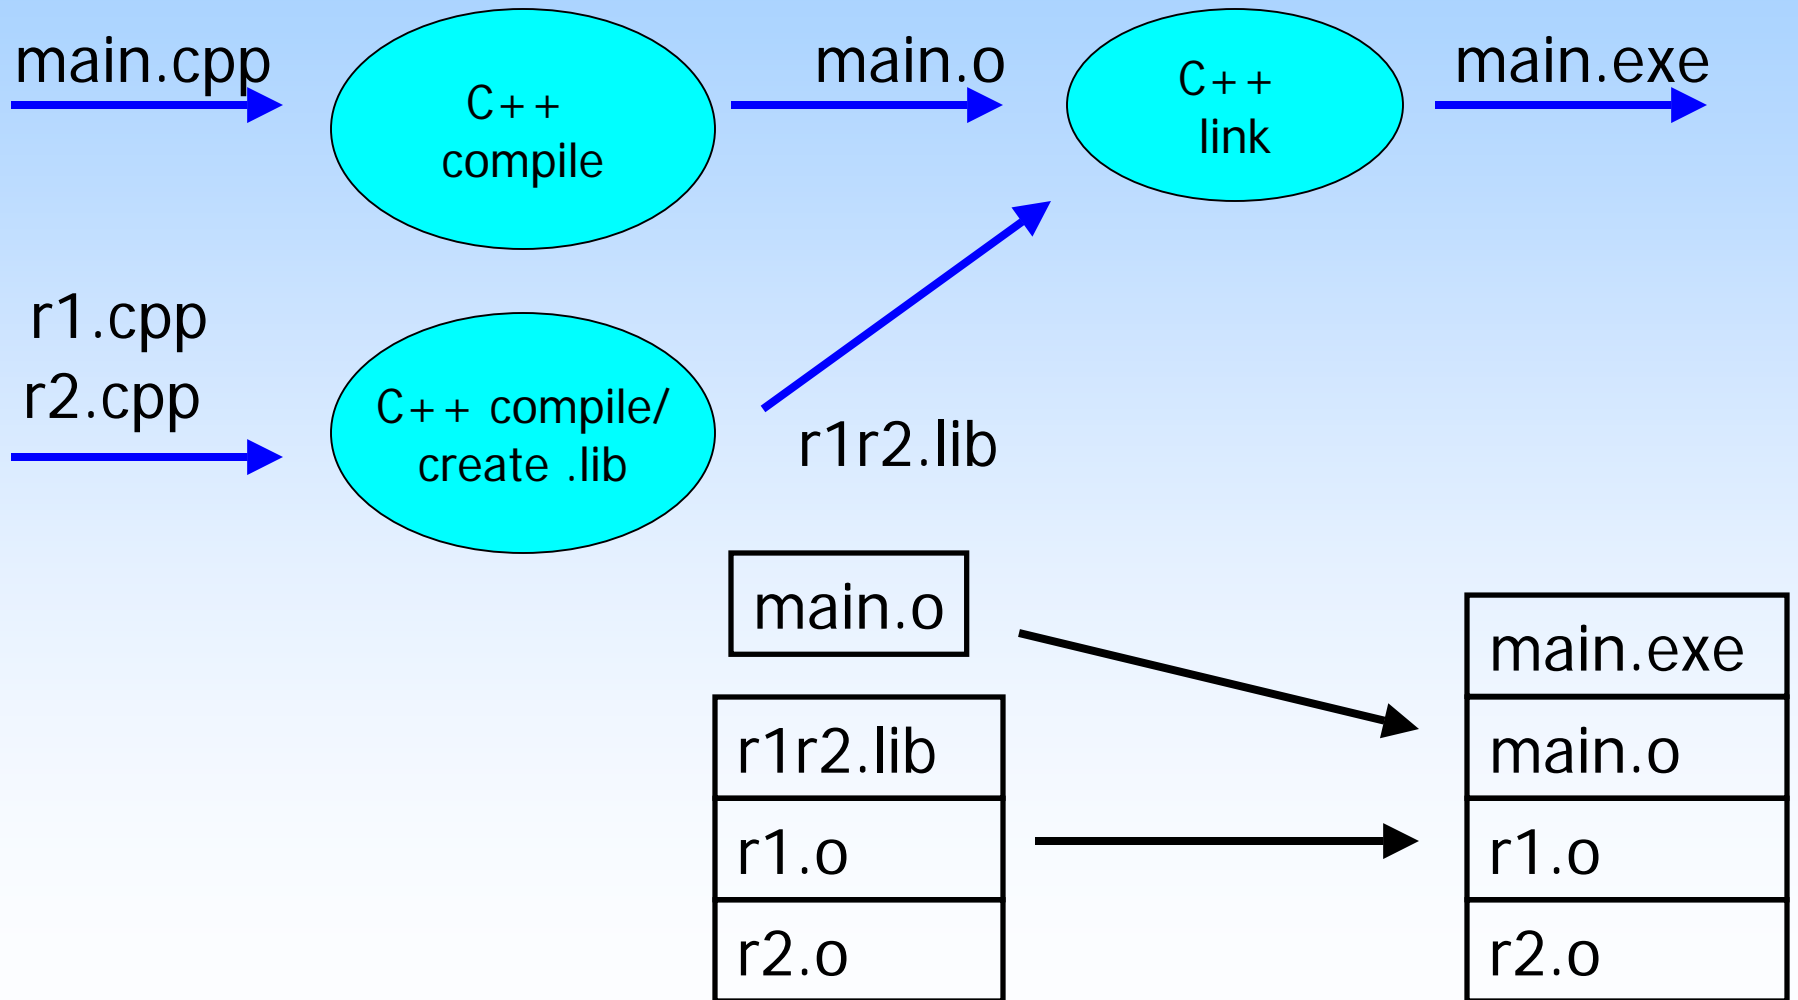 main.cpp
C++
compile
main.o
C++
link
main.exe
r1.cpp
r2.cpp
C++ compile/
create .lib
r1r2.lib
main.o
r1r2.lib
r1.o
r2.o
main.exe
main.o
r1.o
r2.o